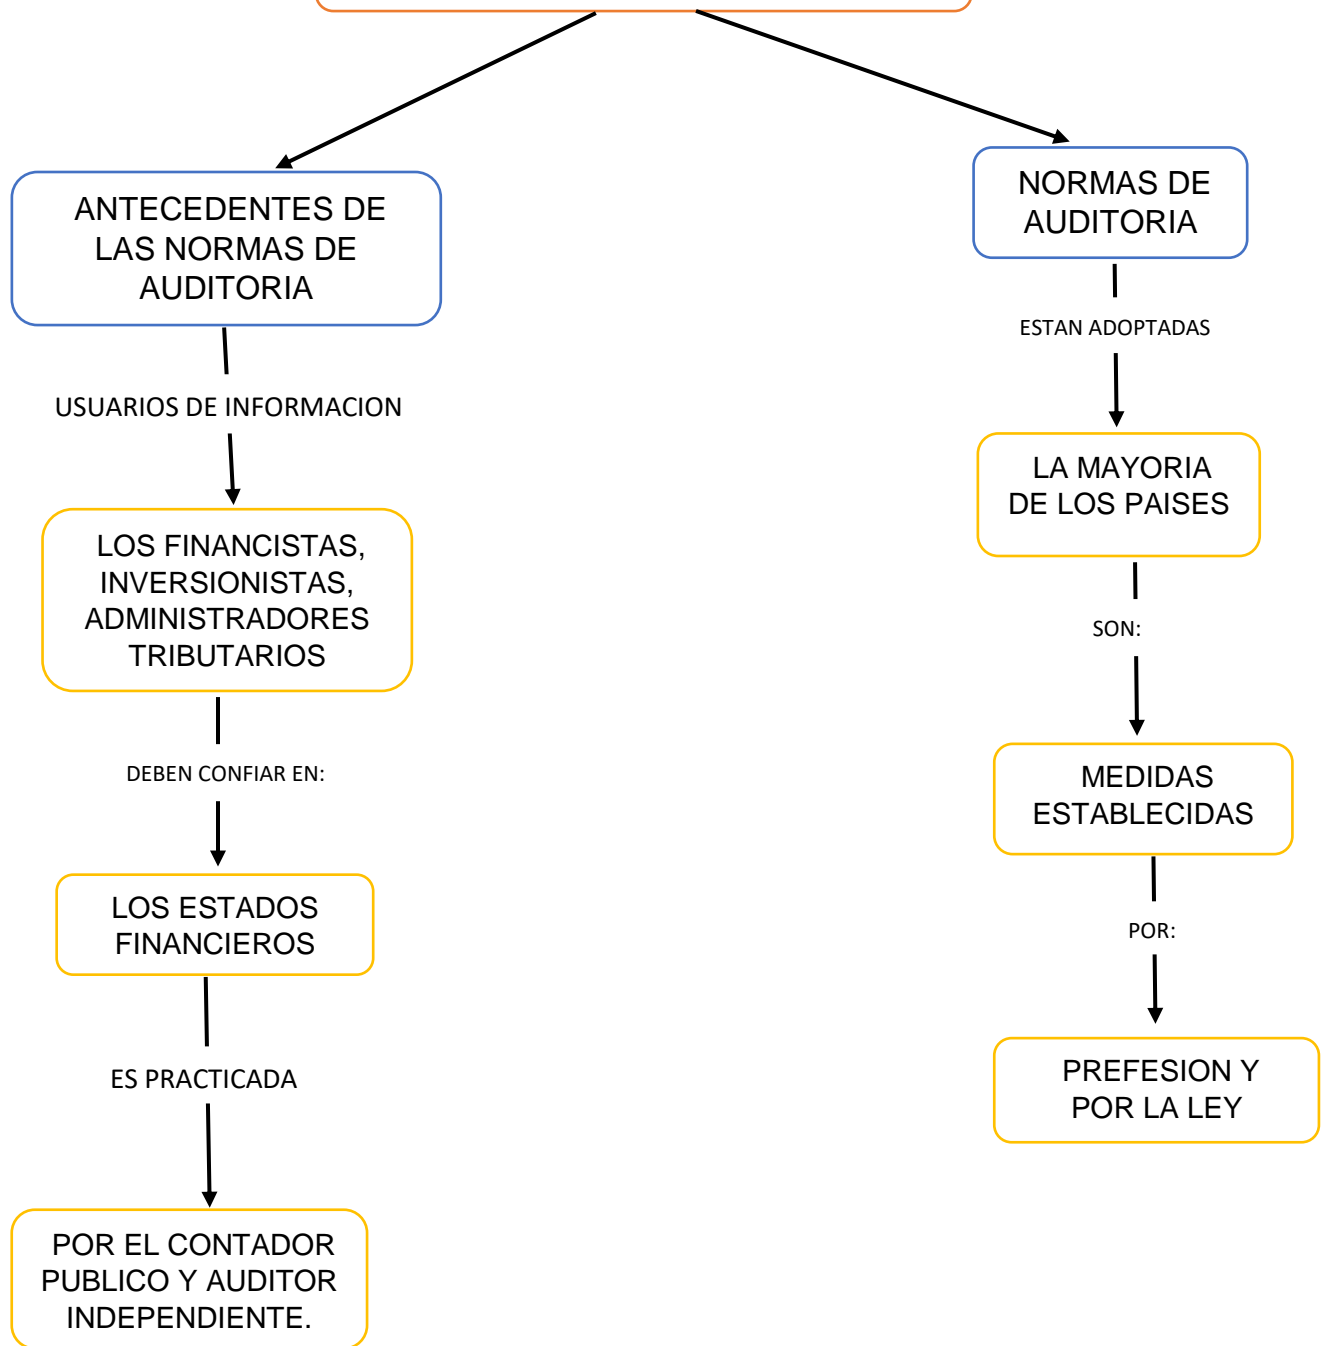 ANTECEDENTES DE
LAS NORMAS DE
AUDITORIA
USUARIOS DE INFORMACION
LOS FINANCISTAS,
INVERSIONISTAS,
ADMINISTRADORES
TRIBUTARIOS
DEBEN CONFIAR EN:
LOS ESTADOS
FINANCIEROS
ES PRACTICADA
POR EL CONTADOR
PUBLICO Y AUDITOR
INDEPENDIENTE.
NORMAS DE
AUDITORIA
ESTAN ADOPTADAS
LA MAYORIA
DE LOS PAISES
SON:
MEDIDAS
ESTABLECIDAS
POR:
PREFESION Y
POR LA LEY